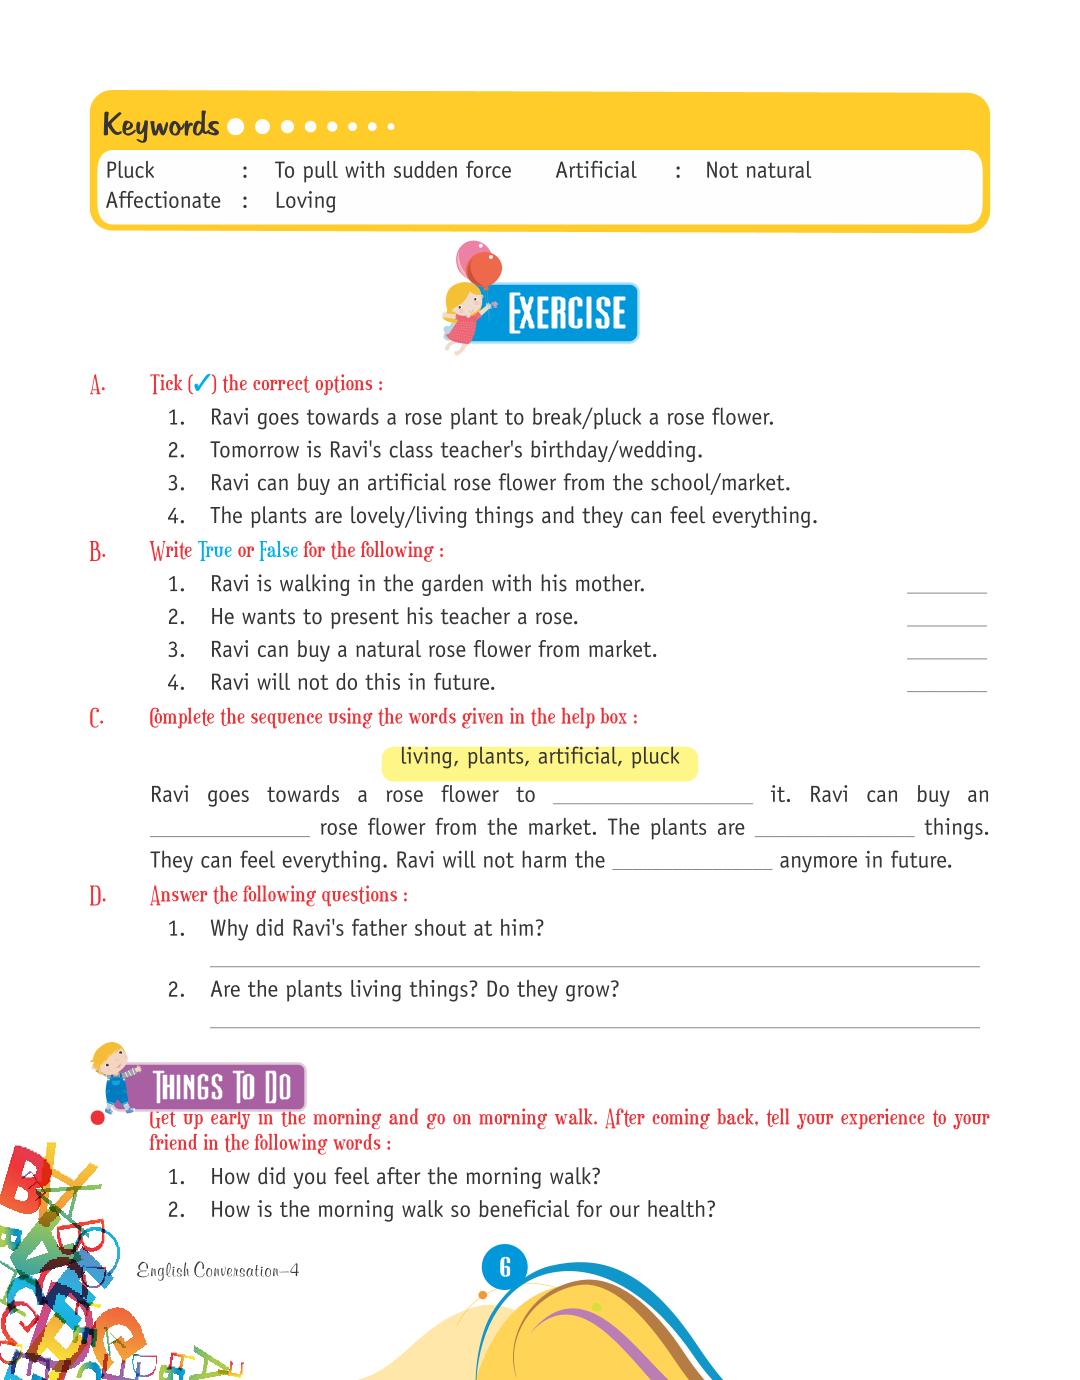 Keywords
Pluck : To pull with sudden force Artificial : Not natural
Affectionate : Loving
EXERCISE
A. Tick (✓) the correct options :
1. Ravi goes towards a rose plant to break/pluck a rose flower.
2. Tomorrow is Ravi's class teacher's birthday/wedding.
3. Ravi can buy an artificial rose flower from the school/market.
4. The plants are lovely/living things and they can feel everything.
B. Write True or False for the following :
1. Ravi is walking in the garden with his mother. ________
2. He wants to present his teacher a rose. ________
3. Ravi can buy a natural rose flower from market. ________
4. Ravi will not do this in future. ________
C. Complete the sequence using the words given in the help box :
living, plants, artificial, pluck
Ravi goes towards a rose flower to ________________ it. Ravi can buy an
________________ rose flower from the market. The plants are ________________ things.
They can feel everything. Ravi will not harm the ________________ anymore in future.
D. Answer the following questions :
1. Why did Ravi's father shout at him?
2. Are the plants living things? Do they grow?
THINGS TO DO
● Get up early in the morning and go on morning walk. After coming back, tell your experience to your
friend in the following words :
1. How did you feel after the morning walk?
2. How is the morning walk so beneficial for our health?
English Conversation–4
6